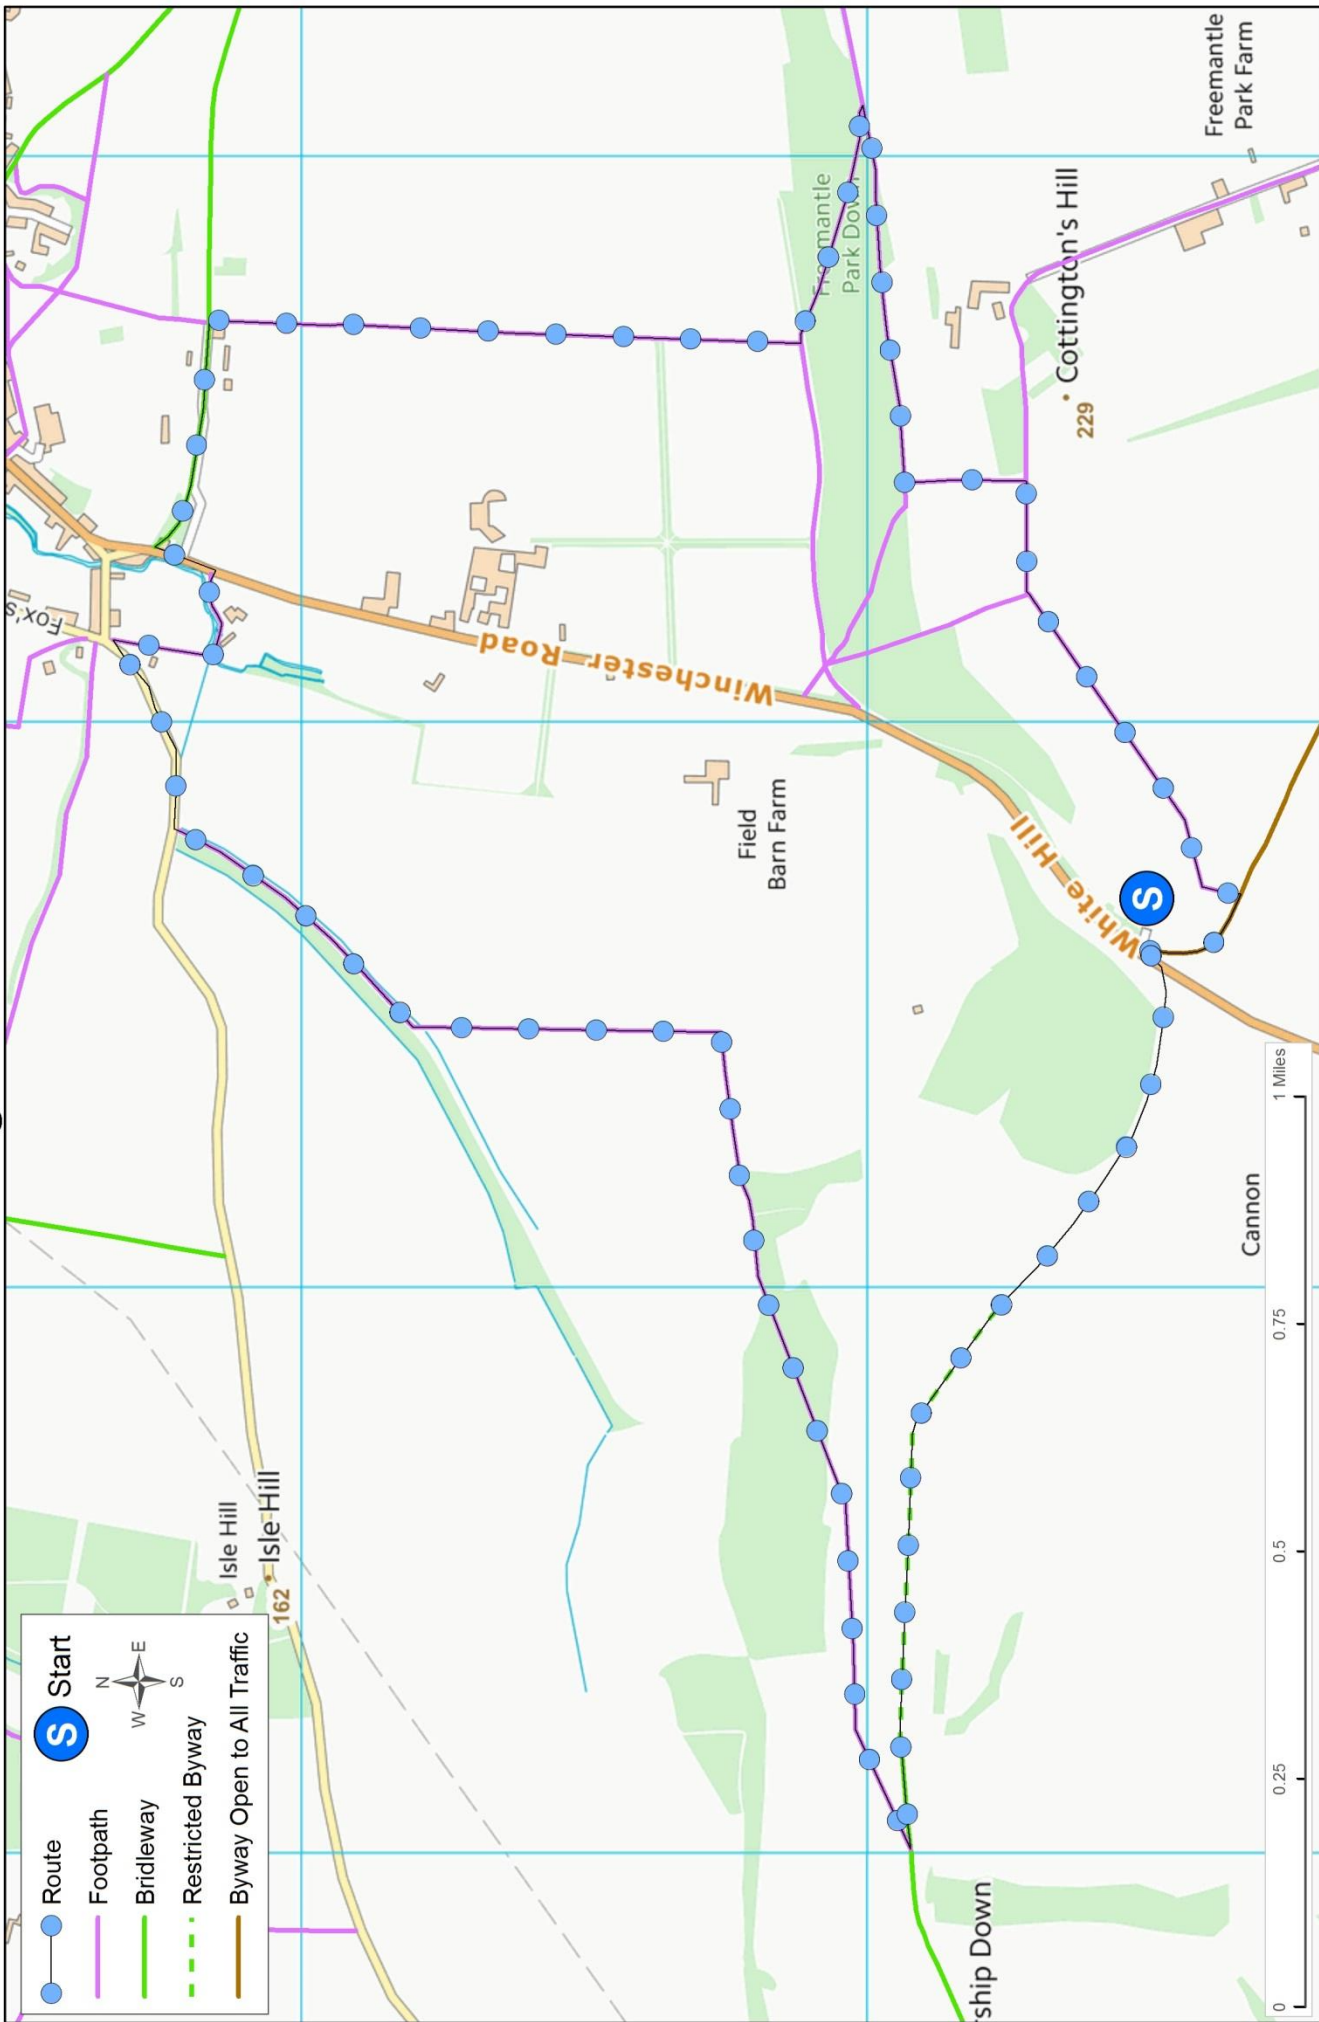 Route
S Start
Footpath
Bridleway
Restricted Byway
Byway Open to All Traffic
N
W
E
S
Isle Hill
Isle Hill
162
Fox's
Winchester Road
Field
Barn Farm
White Hill
S
Freemantle
Park Down
Cottington's Hill
229
Freemantle
Park Farm
ship Down
Cannon
0
0.25
0.5
0.75
1 Miles